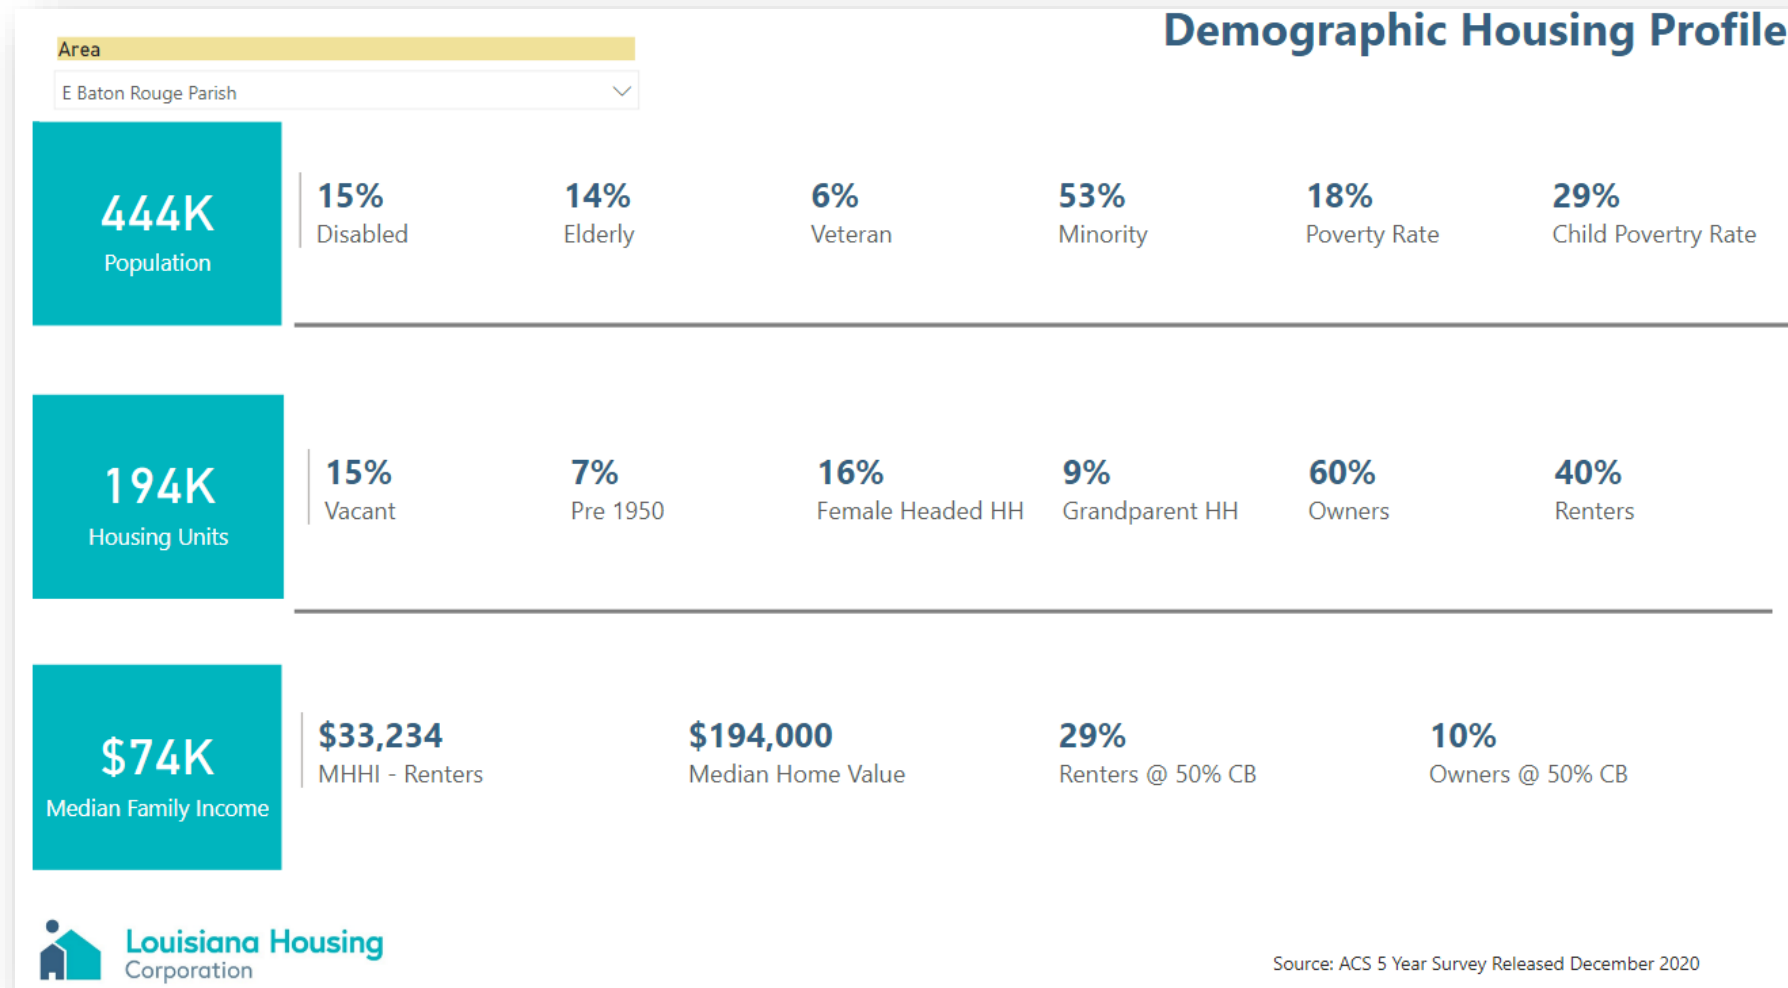 Demographic Housing Profile
Area
E Baton Rouge Parish
444K
Population
15%
Disabled
14%
Elderly
6%
Veteran
53%
Minority
18%
Poverty Rate
29%
Child Povertry Rate
194K
Housing Units
15%
Vacant
7%
Pre 1950
16%
Female Headed HH
9%
Grandparent HH
60%
Owners
40%
Renters
$74K
Median Family Income
$33,234
MHHI - Renters
$194,000
Median Home Value
29%
Renters @ 50% CB
10%
Owners @ 50% CB
Louisiana Housing
Corporation
Source: ACS 5 Year Survey Released December 2020